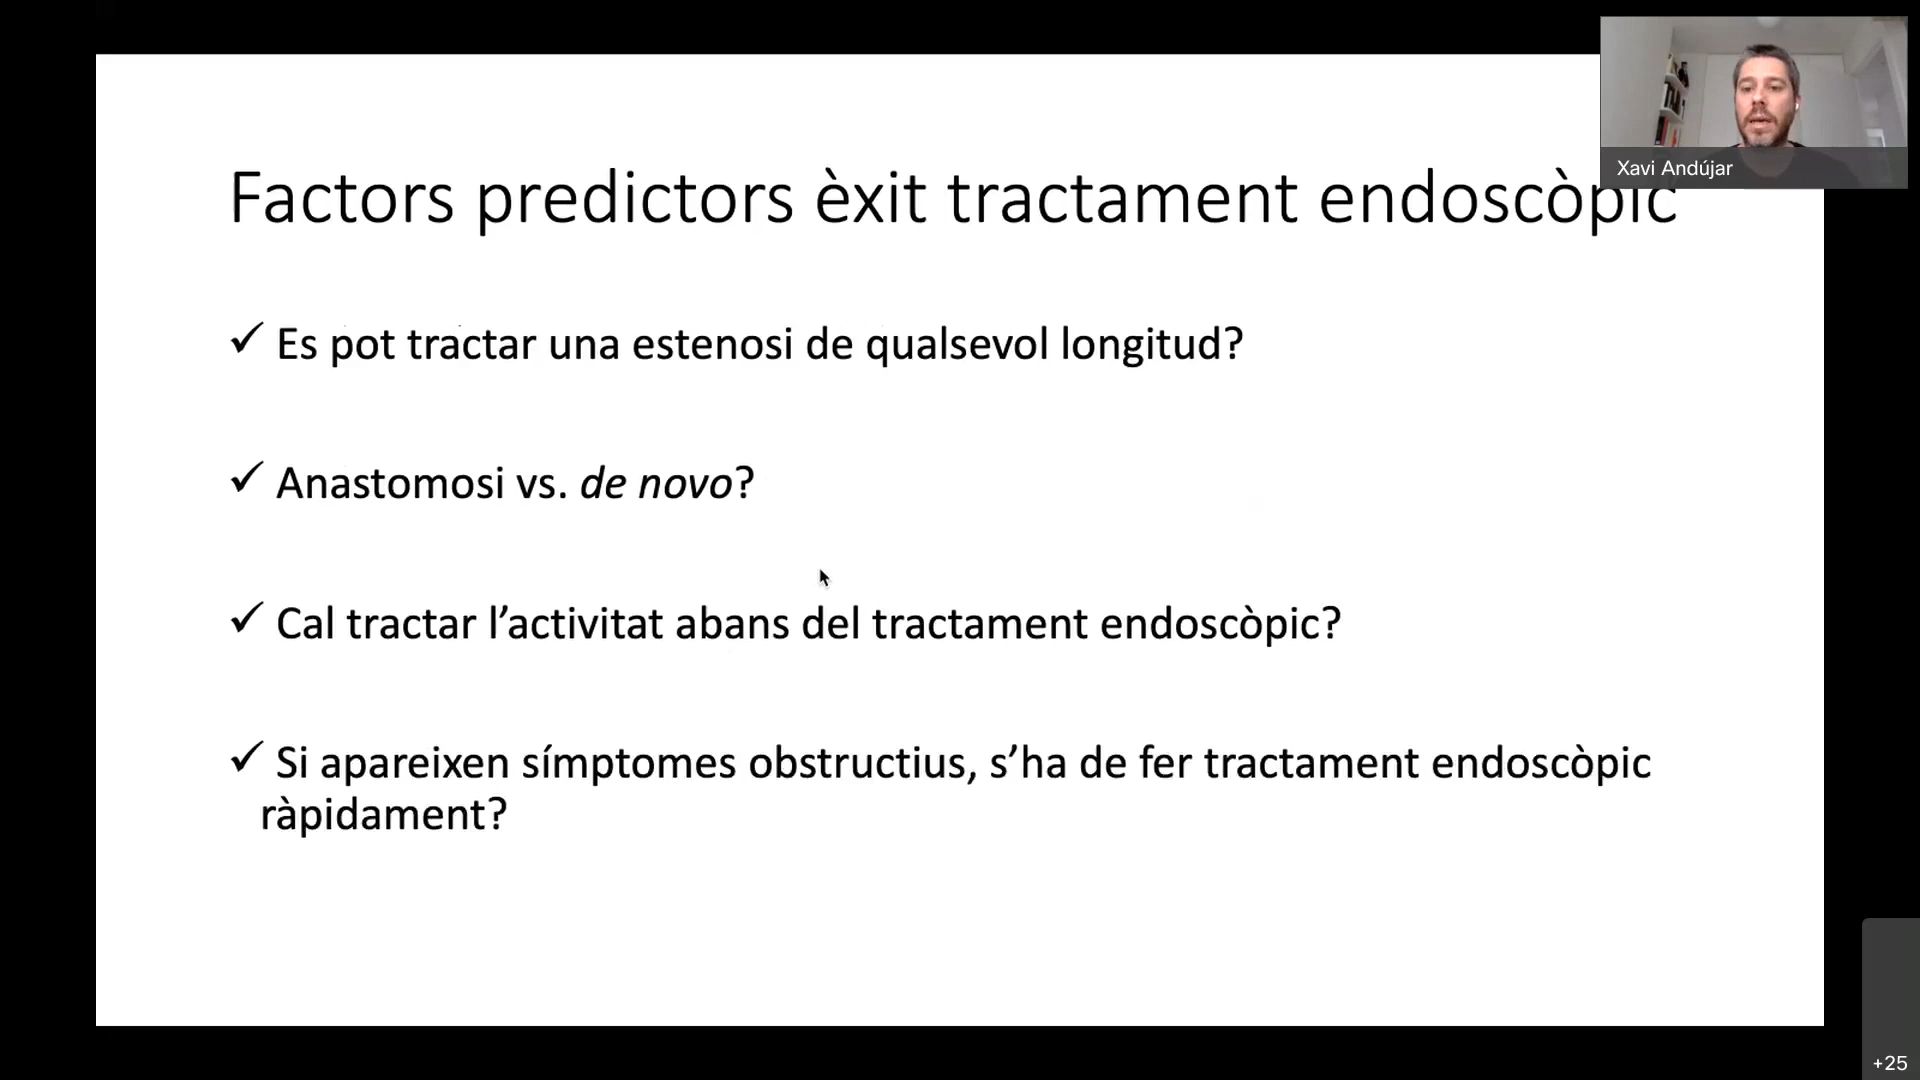 Xavi Andújar
Factors predictors èxit tractament endoscòpic
✓ Es pot tractar una estenosi de qualsevol longitud?
✓ Anastomosi vs. de novo?
✓ Cal tractar l’activitat abans del tractament endoscòpic?
✓ Si apareixen símptomes obstructius, s’ha de fer tractament endoscòpic
ràpidament?
+25